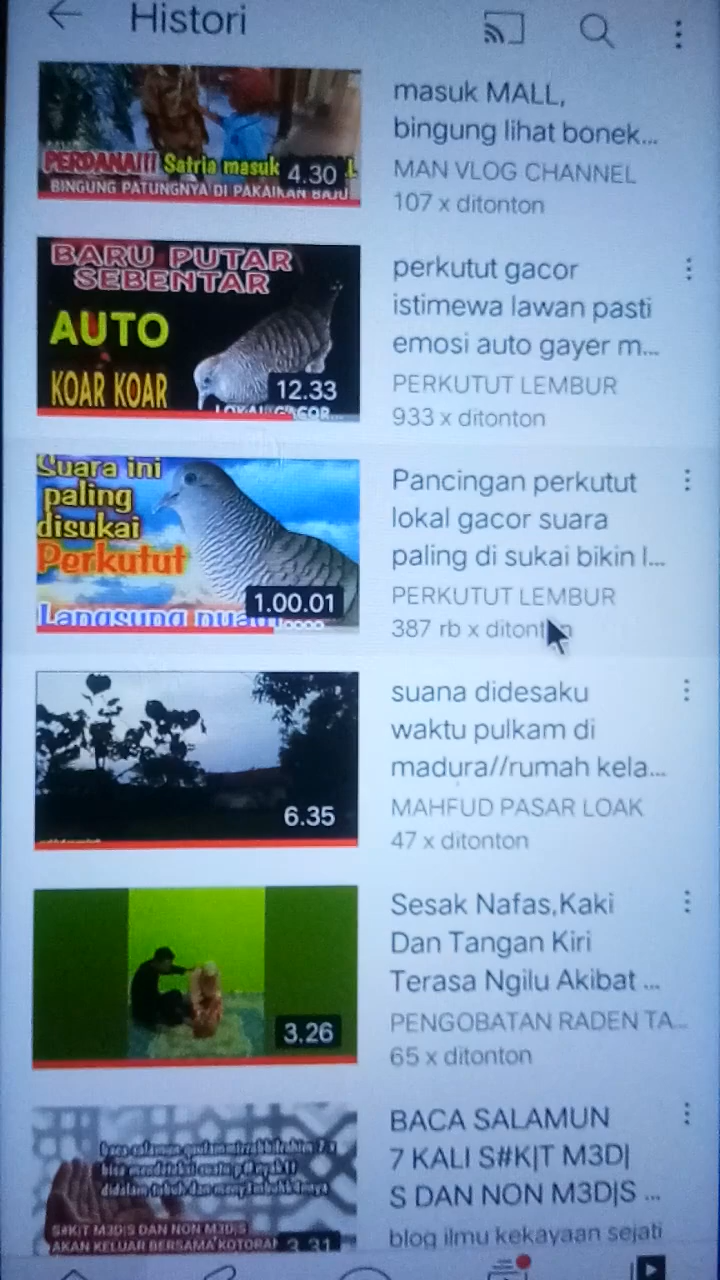 Histori
masuk MALL,
bingung lihat bonek...
MAN VLOG CHANNEL
107 x ditonton
PERDANA!!! Satria masuk
4.30
BINGUNG PATUNGNYA DI PAKAIKAN BAJU
BARU PUTAR
SEBENTAR
AUTO
KOAR KOAR
12.33
LOKAL GACOR...
perkutut gacor
istimewa lawan pasti
emosi auto gayer m...
PERKUTUT LEMBUR
933 x ditonton
Suara ini
paling
disukai
Perkutut
Langsung
1.00.01
Pancingan perkutut
lokal gacor suara
paling di sukai bikin l...
PERKUTUT LEMBUR
387 rb x ditonton
6.35
suana didesaku
waktu pulkam di
madura//rumah kela...
MAHFUD PASAR LOAK
47 x ditonton
3.26
Sesak Nafas,Kaki
Dan Tangan Kiri
Terasa Ngilu Akibat ...
PENGOBATAN RADEN TA...
65 x ditonton
S#KIT M3D|S DAN NON M3D|S
AKAN KELUAR BERSAMA KOTORAN
3.31
BACA SALAMUN
7 KALI S#K|T M3D|
S DAN NON M3D|S ...
blog ilmu kekayaan sejati